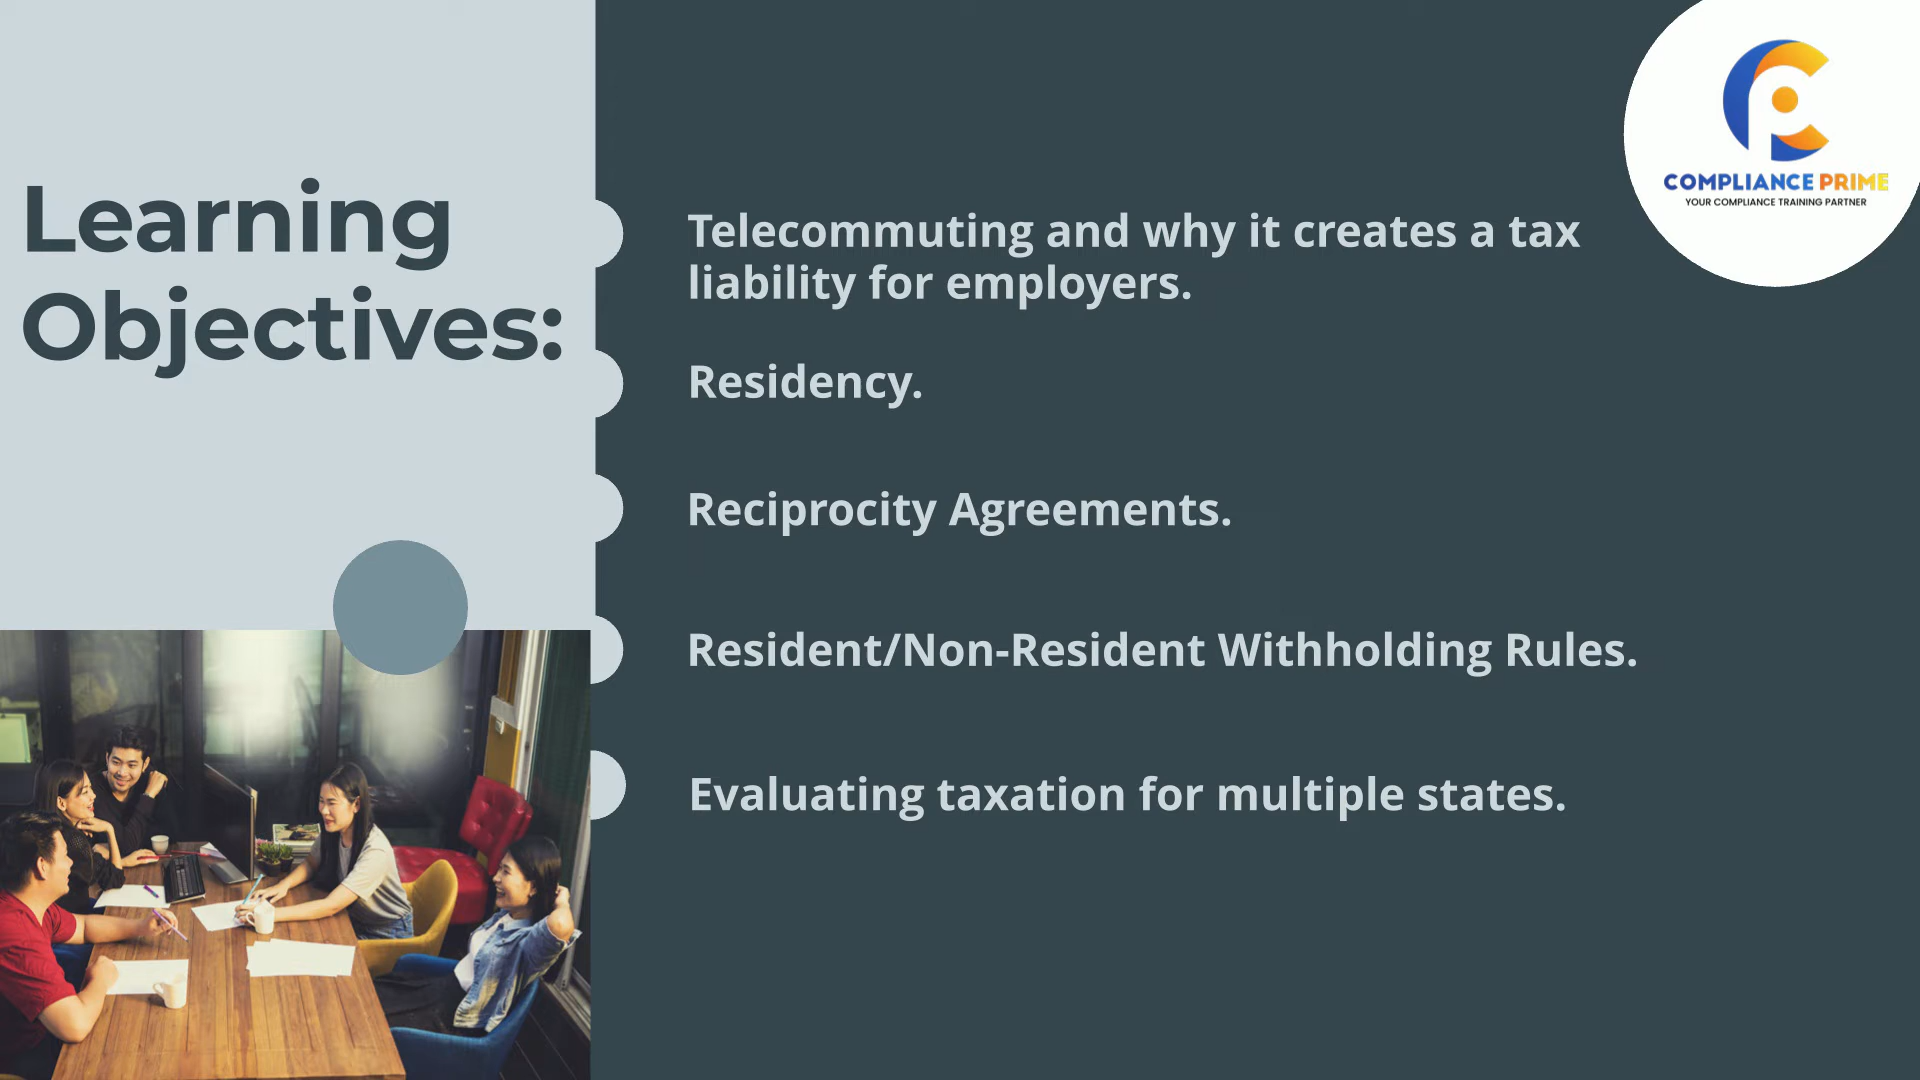 Learning
Objectives:
Telecommuting and why it creates a tax
liability for employers.
Residency.
Reciprocity Agreements.
Resident/Non-Resident Withholding Rules.
Evaluating taxation for multiple states.
COMPLIANCE PRIME
YOUR COMPLIANCE TRAINING PARTNER